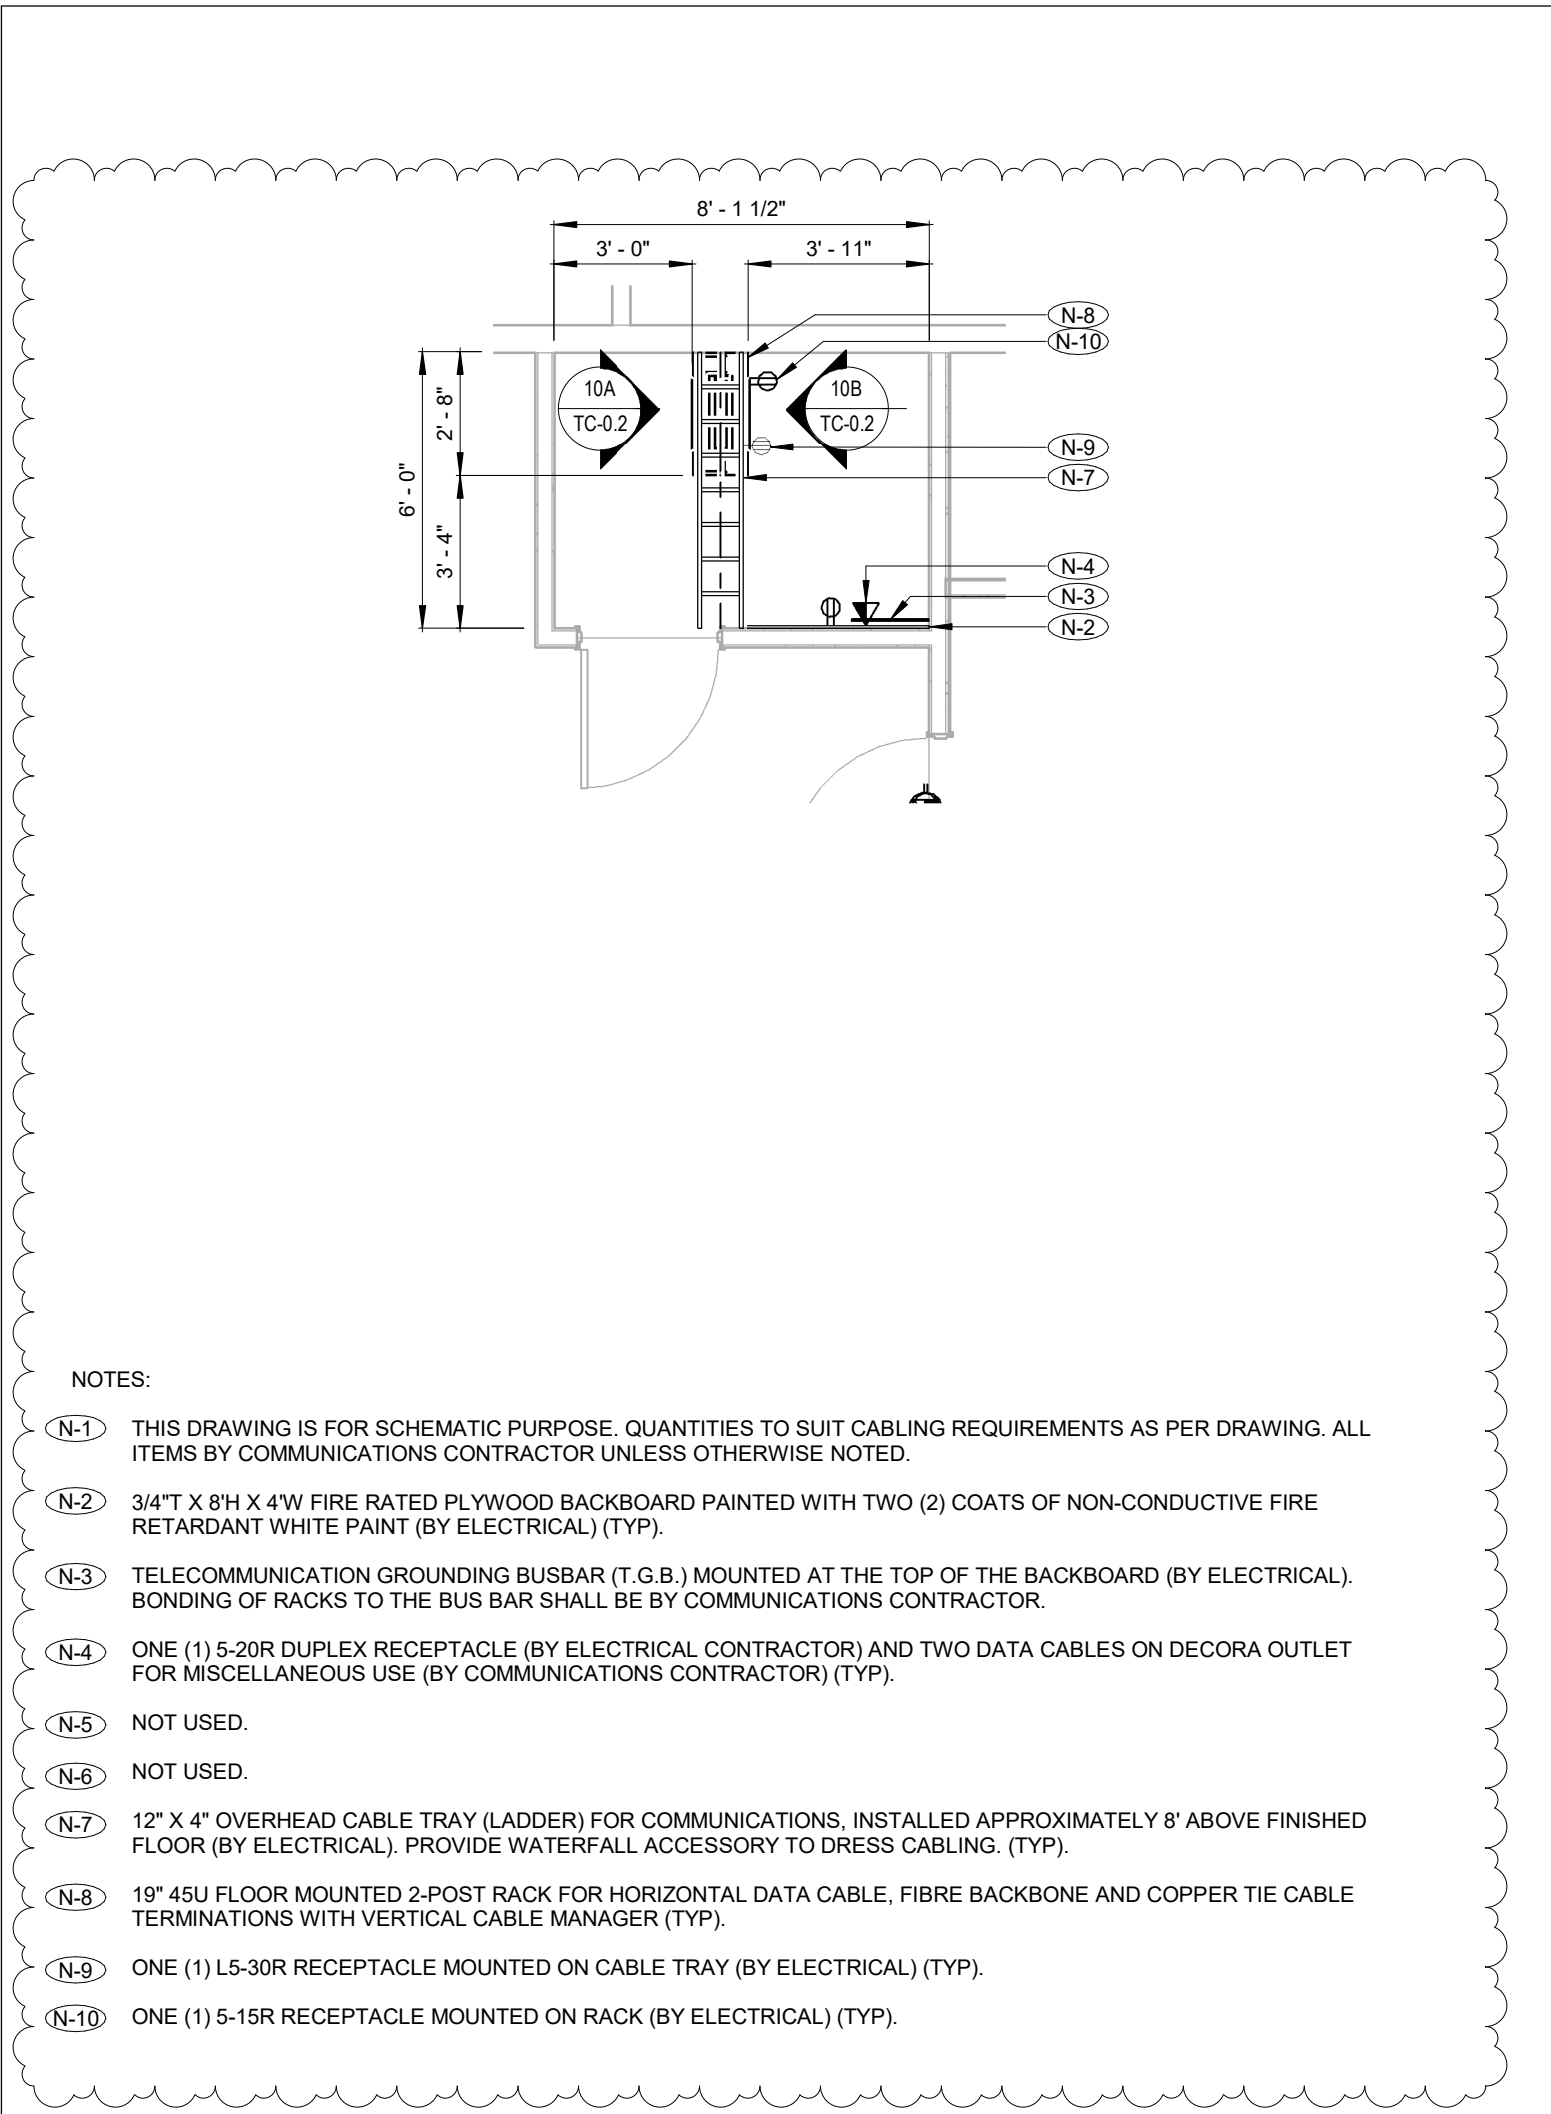 8' - 1 1/2"
3' - 0"
3' - 11"
N-8
N-10
10A
TC-0.2
10B
TC-0.2
2' - 8"
6' - 0"
3' - 4"
N-9
N-7
N-4
N-3
N-2
NOTES:
N-1 THIS DRAWING IS FOR SCHEMATIC PURPOSE. QUANTITIES TO SUIT CABLING REQUIREMENTS AS PER DRAWING. ALL
ITEMS BY COMMUNICATIONS CONTRACTOR UNLESS OTHERWISE NOTED.
N-2 3/4"T X 8'H X 4'W FIRE RATED PLYWOOD BACKBOARD PAINTED WITH TWO (2) COATS OF NON-CONDUCTIVE FIRE
RETARDANT WHITE PAINT (BY ELECTRICAL) (TYP).
N-3 TELECOMMUNICATION GROUNDING BUSBAR (T.G.B.) MOUNTED AT THE TOP OF THE BACKBOARD (BY ELECTRICAL).
BONDING OF RACKS TO THE BUS BAR SHALL BE BY COMMUNICATIONS CONTRACTOR.
N-4 ONE (1) 5-20R DUPLEX RECEPTACLE (BY ELECTRICAL CONTRACTOR) AND TWO DATA CABLES ON DECORA OUTLET
FOR MISCELLANEOUS USE (BY COMMUNICATIONS CONTRACTOR) (TYP).
N-5 NOT USED.
N-6 NOT USED.
N-7 12" X 4" OVERHEAD CABLE TRAY (LADDER) FOR COMMUNICATIONS, INSTALLED APPROXIMATELY 8' ABOVE FINISHED
FLOOR (BY ELECTRICAL). PROVIDE WATERFALL ACCESSORY TO DRESS CABLING. (TYP).
N-8 19" 45U FLOOR MOUNTED 2-POST RACK FOR HORIZONTAL DATA CABLE, FIBRE BACKBONE AND COPPER TIE CABLE
TERMINATIONS WITH VERTICAL CABLE MANAGER (TYP).
N-9 ONE (1) L5-30R RECEPTACLE MOUNTED ON CABLE TRAY (BY ELECTRICAL) (TYP).
N-10 ONE (1) 5-15R RECEPTACLE MOUNTED ON RACK (BY ELECTRICAL) (TYP).